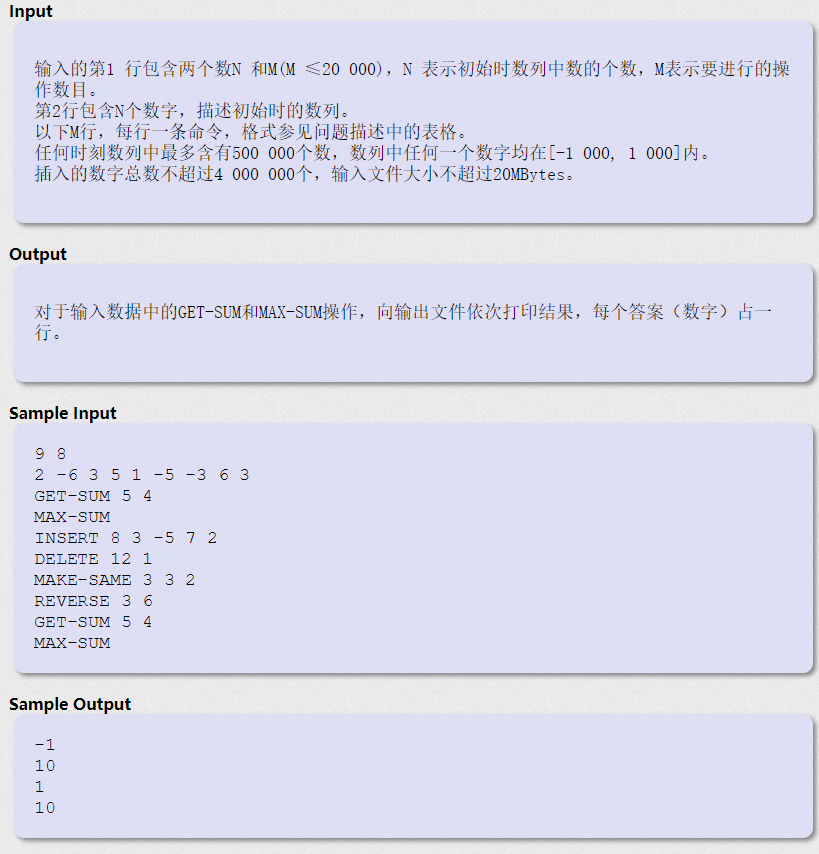 Input
输入的第1 行包含两个数N 和M(M ≤20 000)，N 表示初始时数列中数的个数，M表示要进行的操
作数目。
第2行包含N个数字，描述初始时的数列。
以下M行，每行一条命令，格式参见问题描述中的表格。
任何时刻数列中最多含有500 000个数，数列中任何一个数字均在[-1 000, 1 000]内。
插入的数字总数不超过4 000 000个，输入文件大小不超过20MBytes。
Output
对于输入数据中的GET-SUM和MAX-SUM操作，向输出文件依次打印结果，每个答案（数字）占一
行。
Sample Input
9 8
2 -6 3 5 1 -5 -3 6 3
GET-SUM 5 4
MAX-SUM
INSERT 8 3 -5 7 2
DELETE 12 1
MAKE-SAME 3 3 2
REVERSE 3 6
GET-SUM 5 4
MAX-SUM
Sample Output
-1
10
1
10